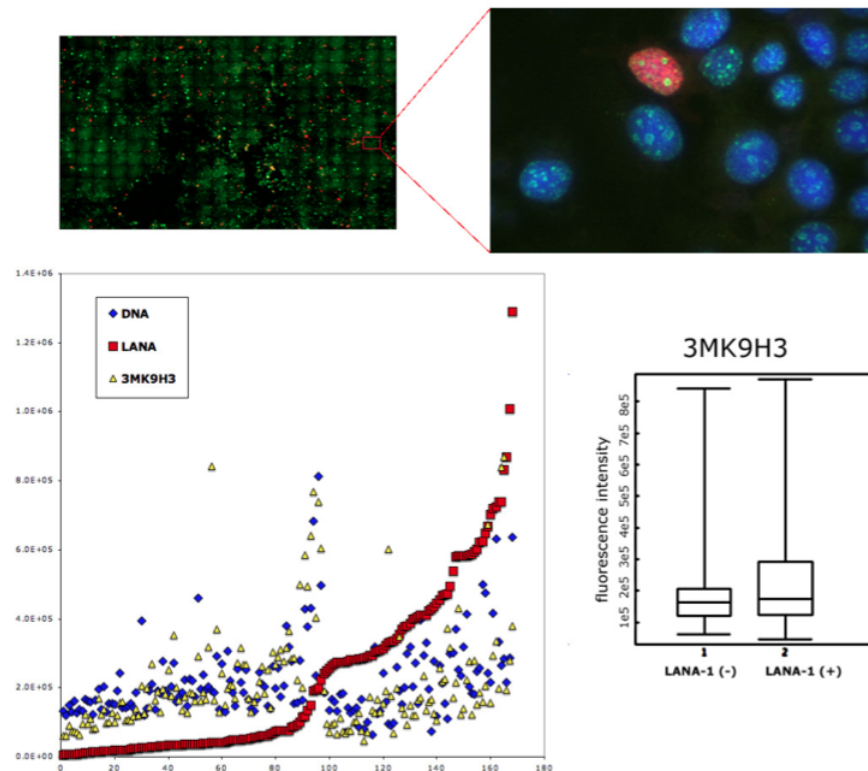 1.4E+06
1.2E+06
1.0E+06
8.0E+05
6.0E+05
4.0E+05
2.0E+05
0.0E+00
0 20 40 60 80 100 120 140 160 180
DNA
LANA
3MK9H3
3MK9H3
fluorescence intensity
8e5
7e5
6e5
5e5
4e5
3e5
2e5
1e5
1 2
LANA-1 (-) LANA-1 (+)